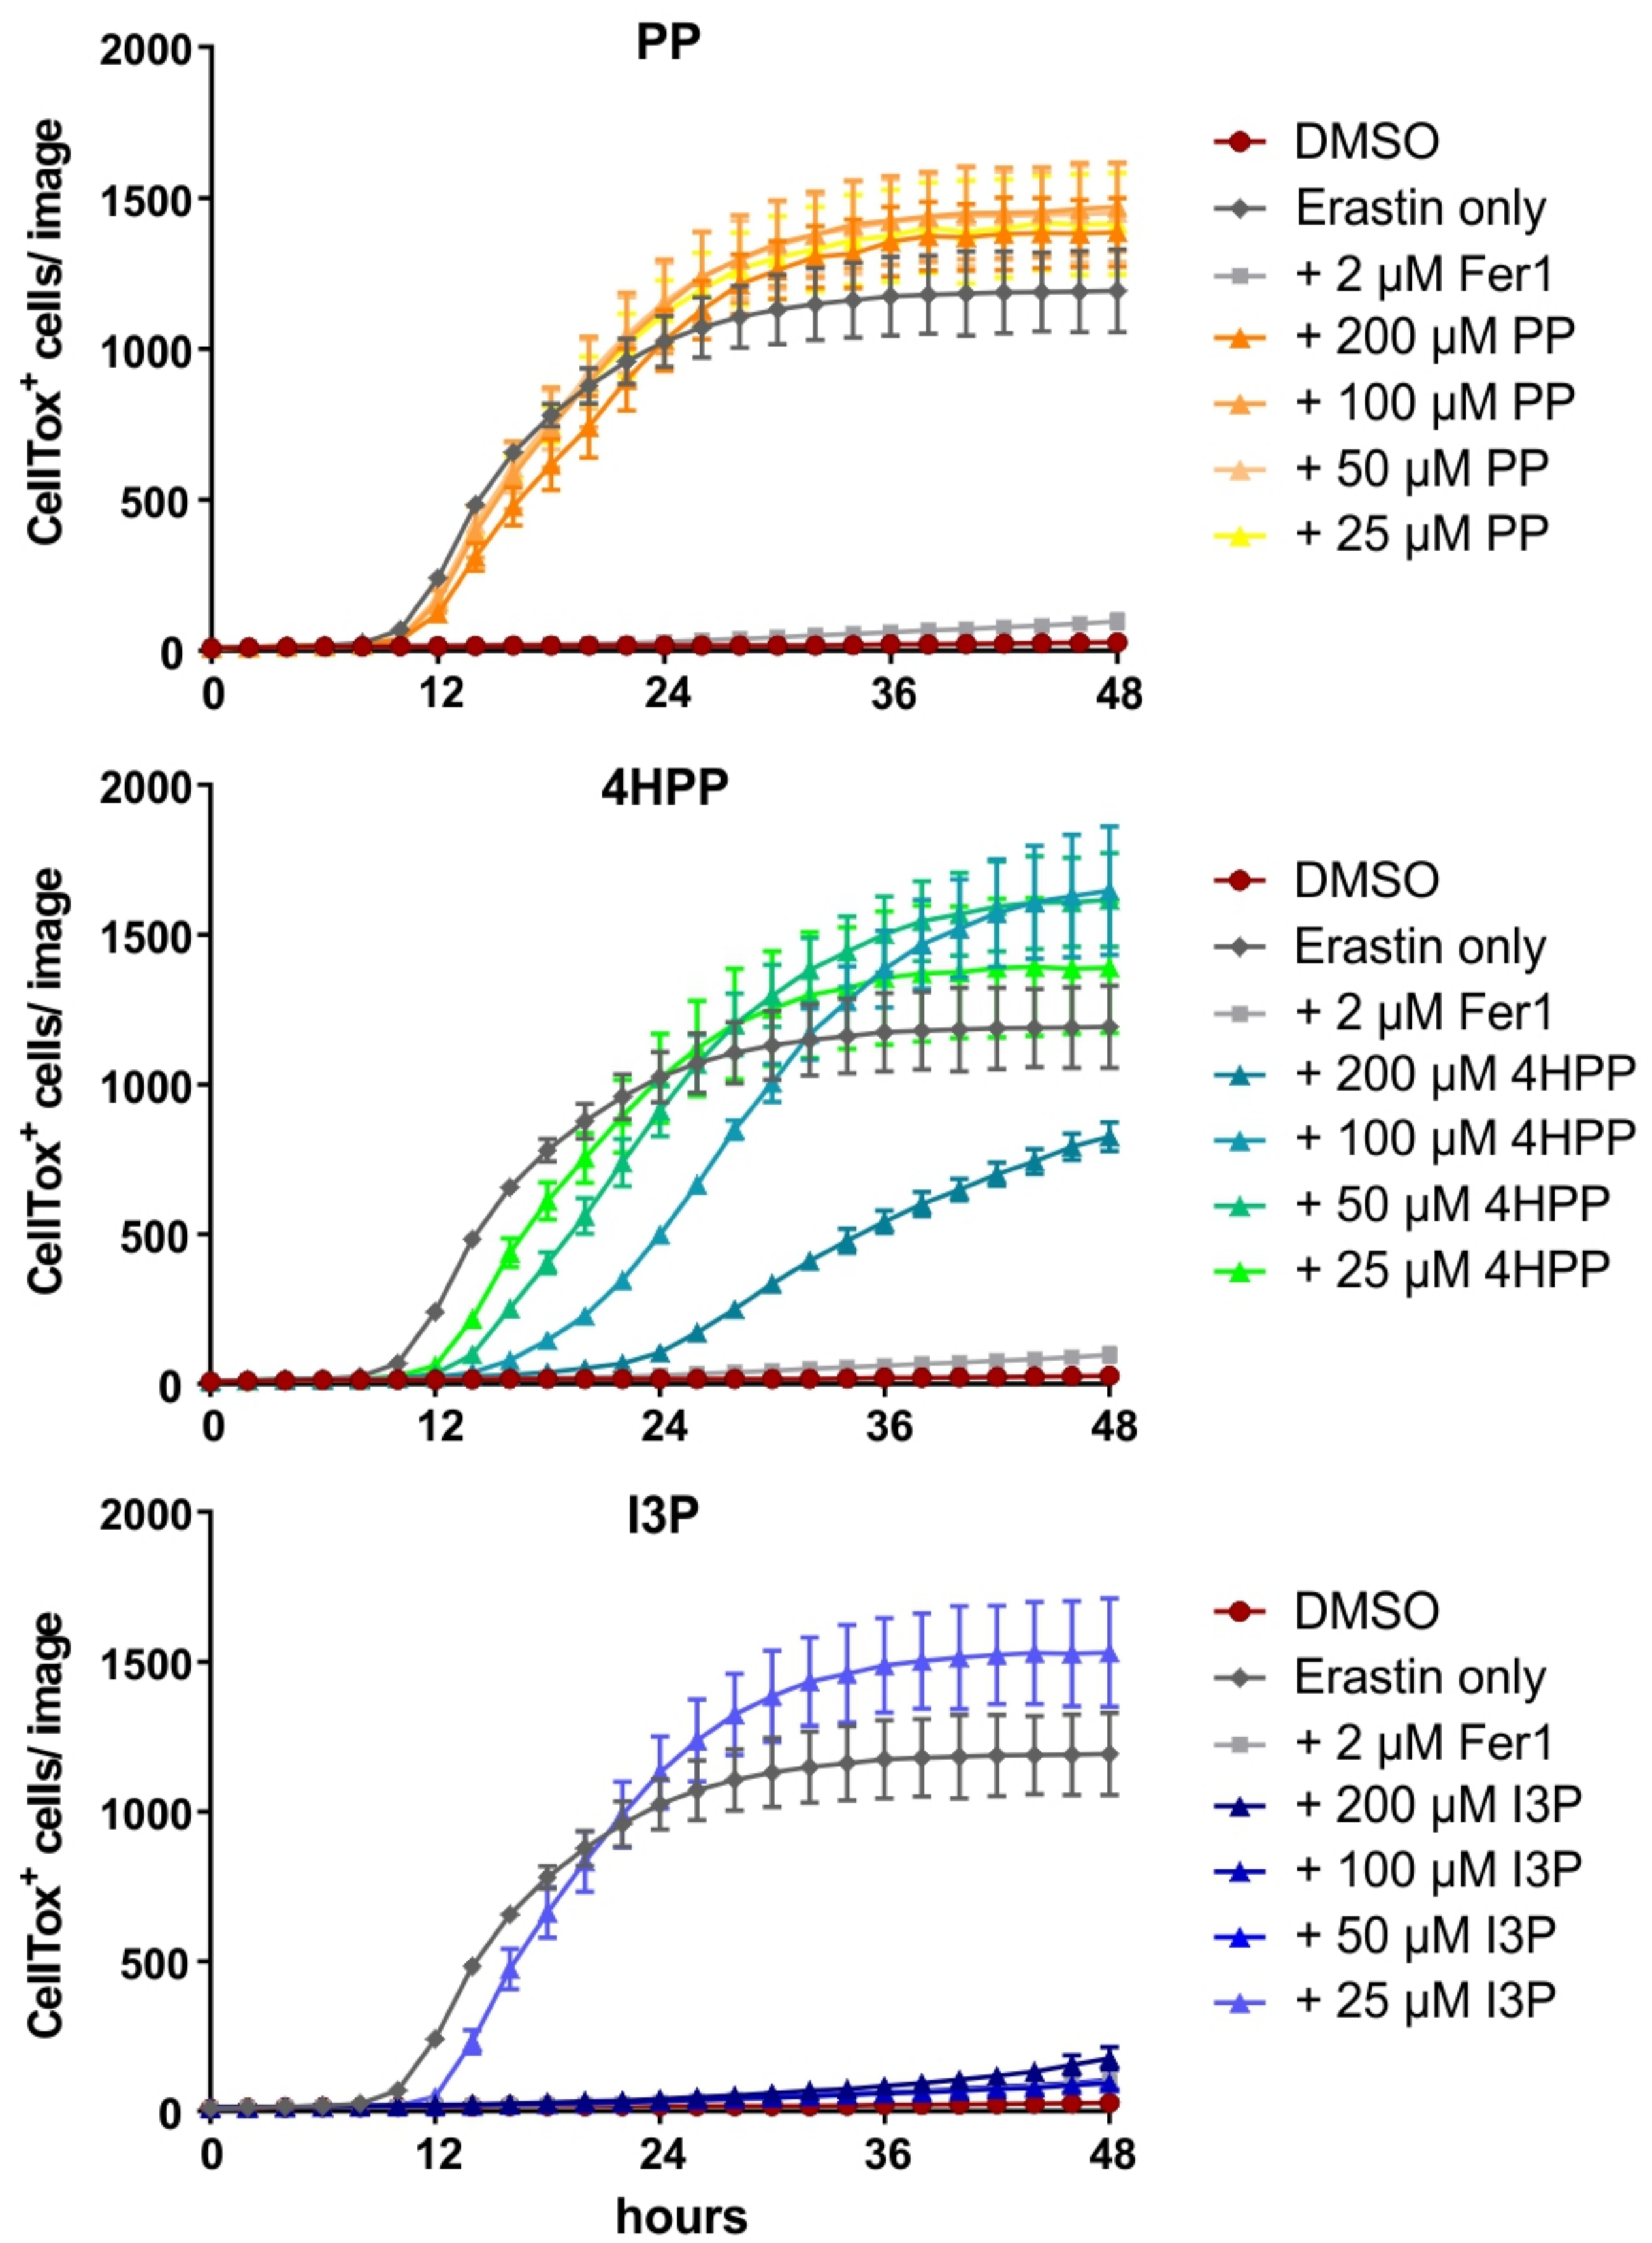 PP
2000
1500
1000
500
0
CellTox+ cells/ image
0 12 24 36 48
DMSO
Erastin only
+ 2 µM Fer1
+ 200 µM PP
+ 100 µM PP
+ 50 µM PP
+ 25 µM PP
4HPP
2000
1500
1000
500
0
CellTox+ cells/ image
0 12 24 36 48
DMSO
Erastin only
+ 2 µM Fer1
+ 200 µM 4HPP
+ 100 µM 4HPP
+ 50 µM 4HPP
+ 25 µM 4HPP
I3P
2000
1500
1000
500
0
CellTox+ cells/ image
0 12 24 36 48
hours
DMSO
Erastin only
+ 2 µM Fer1
+ 200 µM I3P
+ 100 µM I3P
+ 50 µM I3P
+ 25 µM I3P